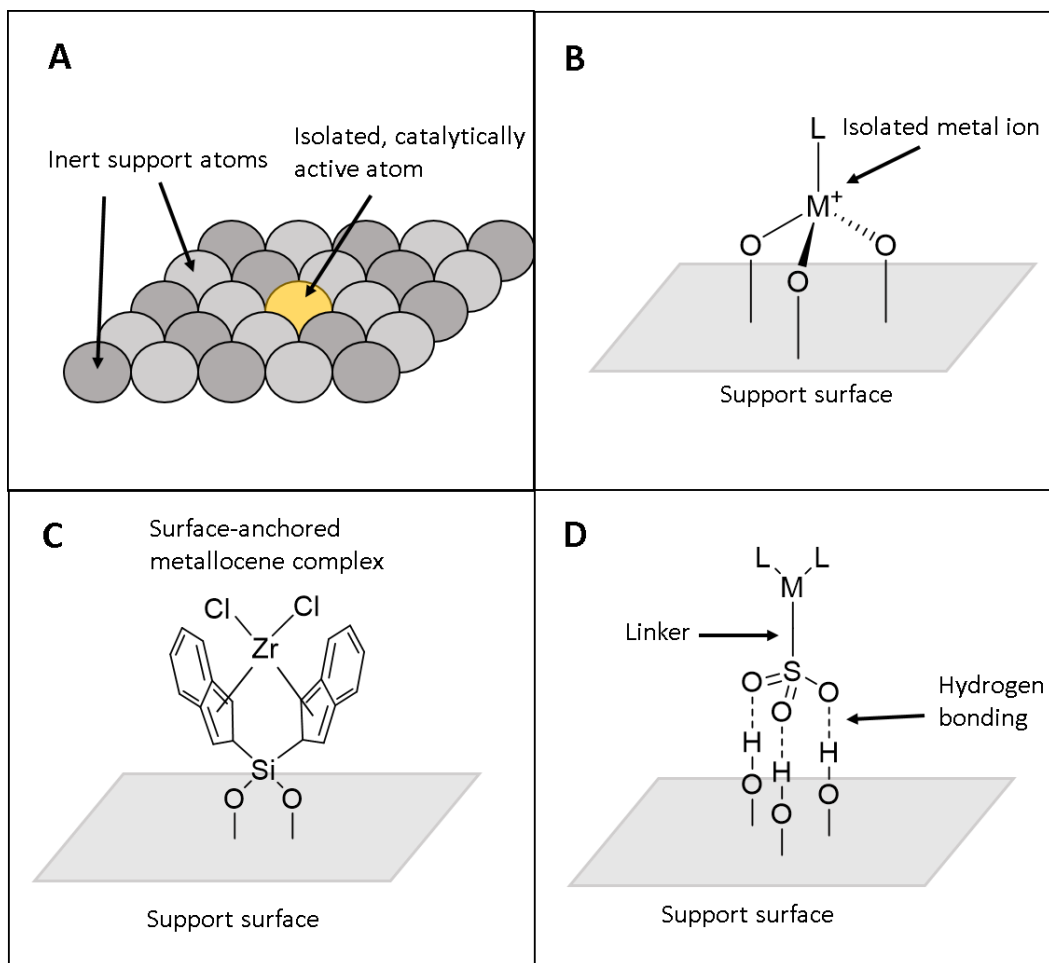 A
Inert support atoms
Isolated, catalytically
active atom
B
L
Isolated metal ion
M+
O
O
O
Support surface
C
Surface-anchored
metallocene complex
Cl
Cl
Zr
Si
O
O
Support surface
D
L
L
M
Linker
S
O
O
O
Hydrogen
bonding
H
H
H
O
O
O
Support surface